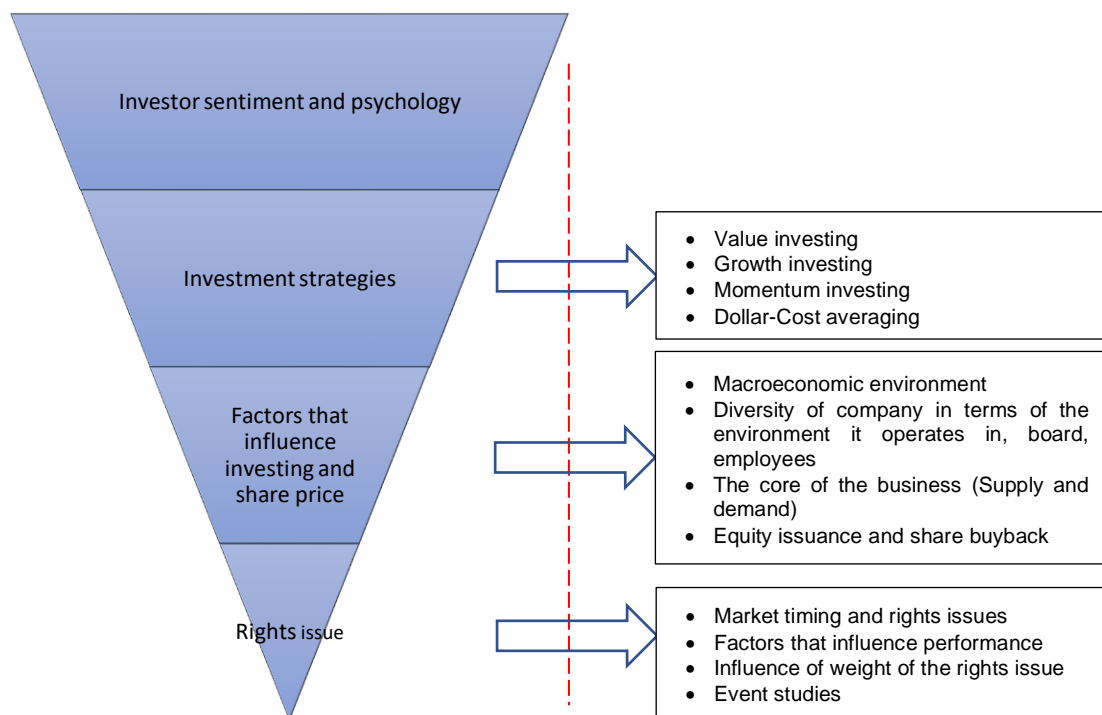 Investor sentiment and psychology
Investment strategies
• Value investing
• Growth investing
• Momentum investing
• Dollar-Cost averaging
Factors that
influence
investing and
share price
• Macroeconomic environment
• Diversity of company in terms of the
environment it operates in, board,
employees
• The core of the business (Supply and
demand)
• Equity issuance and share buyback
Rights issue
• Market timing and rights issues
• Factors that influence performance
• Influence of weight of the rights issue
• Event studies